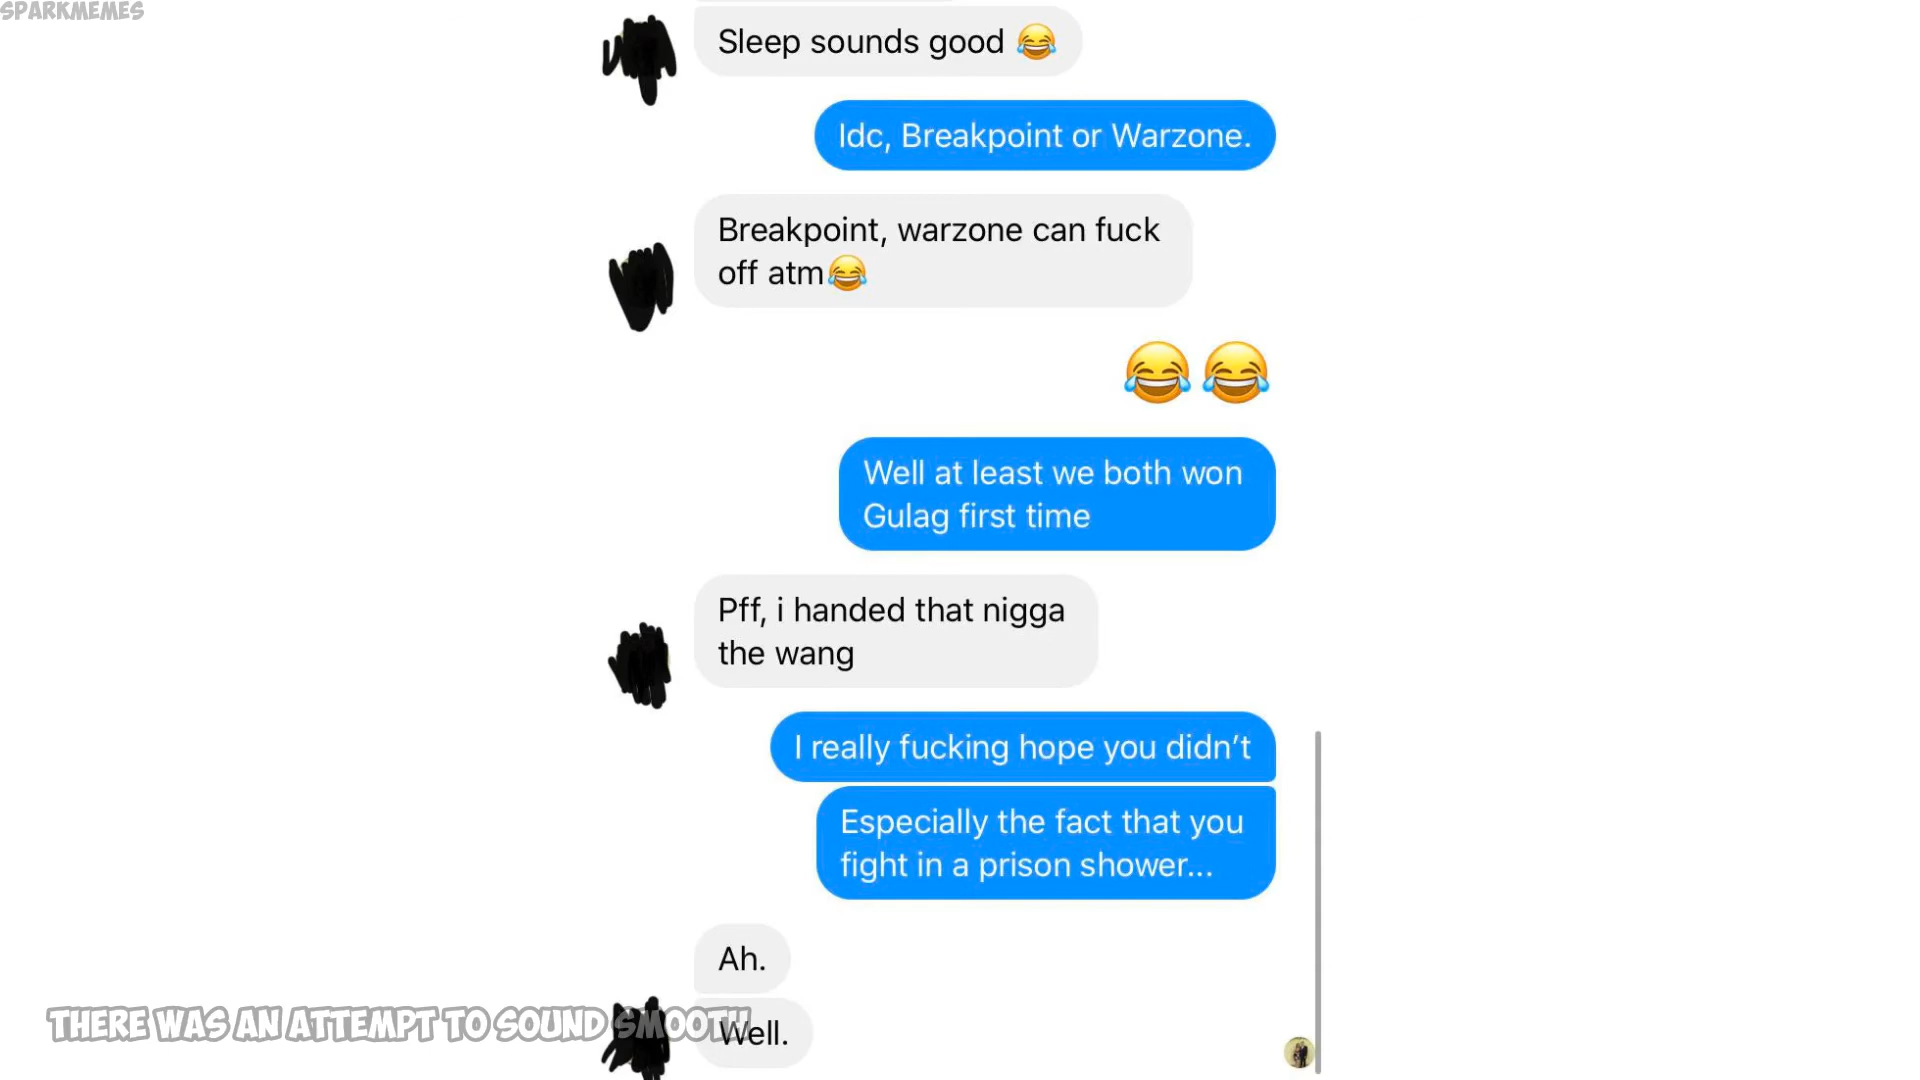 SPARKMEMES
Sleep sounds good 😂
Idc, Breakpoint or Warzone.
Breakpoint, warzone can fuck
off atm😂
😂😂
Well at least we both won
Gulag first time
Pff, i handed that nigga
the wang
I really fucking hope you didn’t
Especially the fact that you
fight in a prison shower...
Ah.
THERE WAS AN ATTEMPT TO SOUND SMOOTH
Well.